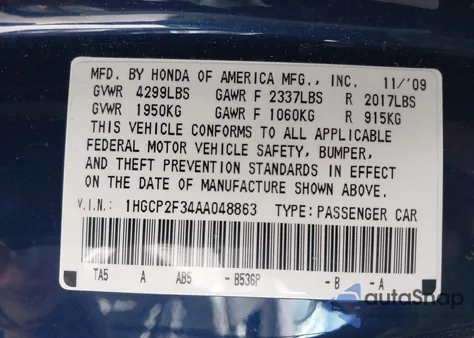 MFD. BY HONDA OF AMERICA MFG., INC. 11/'09
GVWR 4299LBS GAWR F 2337LBS R 2017LBS
GVWR 1950KG GAWR F 1060KG R 915KG
THIS VEHICLE CONFORMS TO ALL APPLICABLE
FEDERAL MOTOR VEHICLE SAFETY, BUMPER,
AND THEFT PREVENTION STANDARDS IN EFFECT
ON THE DATE OF MANUFACTURE SHOWN ABOVE.
V.I.N: 1HGCP2F34AA048863 TYPE: PASSENGER CAR
TA5 A AB5 - B536P - B - A
autosnap